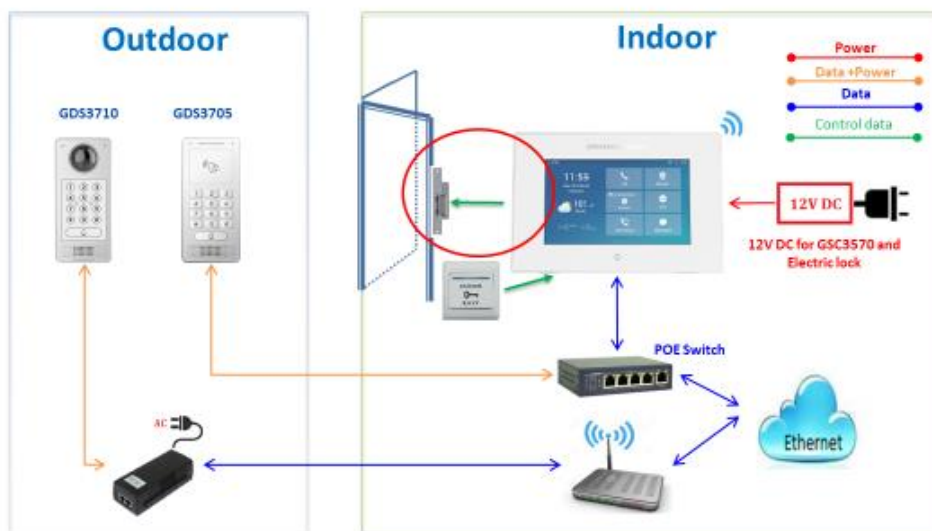 Outdoor
Indoor
Power
Data +Power
Data
Control data
GDS3710
GDS3705
11:55
12V DC
12V DC for GSC3570 and
Electric lock
POE Switch
AC
Ethernet